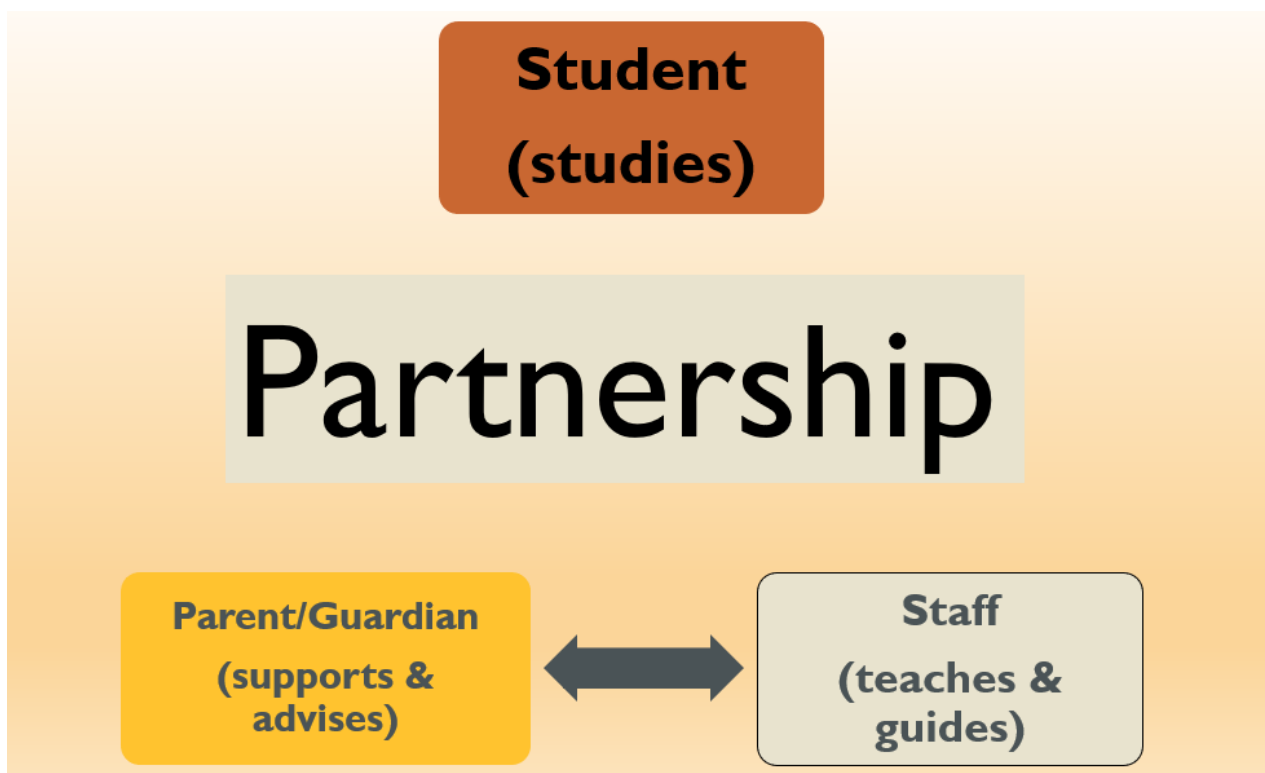 Student
(studies)
Partnership
Parent/Guardian
(supports &
advises)
Staff
(teaches &
guides)